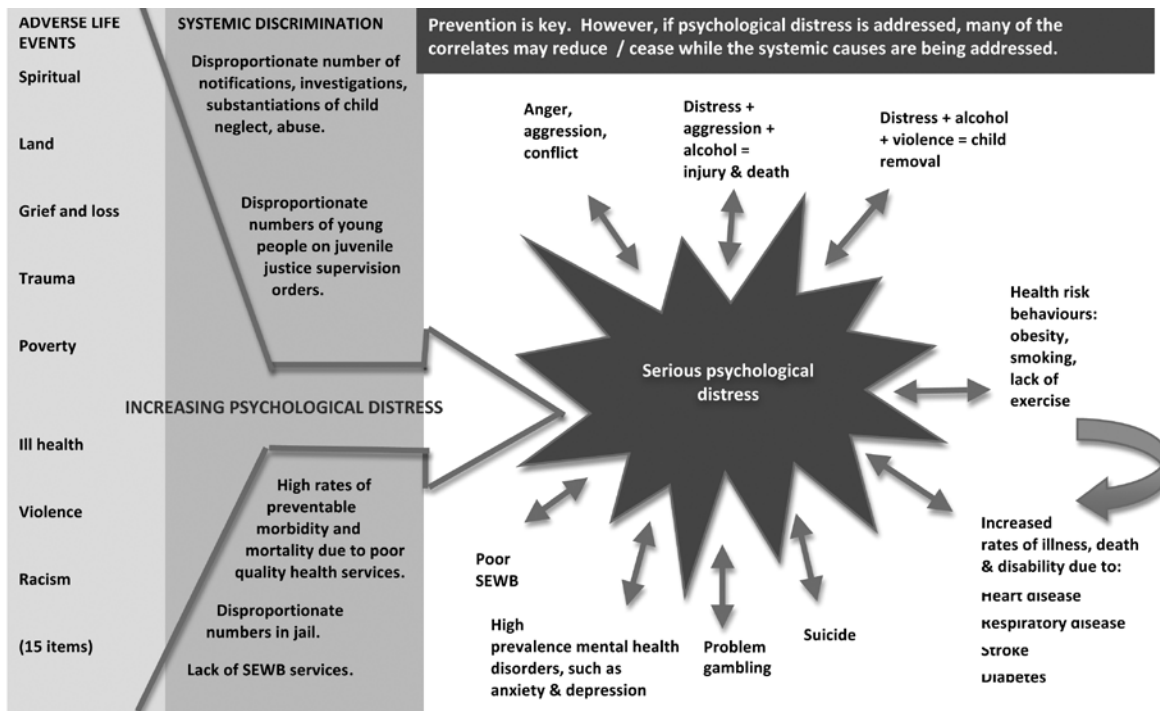 ADVERSE LIFE
EVENTS
Spiritual
Land
Grief and loss
Trauma
Poverty
Ill health
Violence
Racism
(15 items)
SYSTEMIC DISCRIMINATION
Disproportionate number of
notifications, investigations,
substantiations of child
neglect, abuse.
Disproportionate
numbers of young
people on juvenile
justice supervision
orders.
INCREASING PSYCHOLOGICAL DISTRESS
High rates of
preventable
morbidity and
mortality due to poor
quality health services.
Disproportionate
numbers in jail.
Lack of SEWB services.
Prevention is key. However, if psychological distress is addressed, many of the
correlates may reduce / cease while the systemic causes are being addressed.
Anger,
aggression,
conflict
Distress +
aggression +
alcohol =
injury & death
Distress + alcohol
+ violence = child
removal
Serious psychological
distress
Health risk
behaviours:
obesity,
smoking,
lack of
exercise
Increased
rates of illness, death
& disability due to:
Heart disease
Respiratory disease
Stroke
Diabetes
Poor
SEWB
High
prevalence mental health
disorders, such as
anxiety & depression
Problem
gambling
Suicide